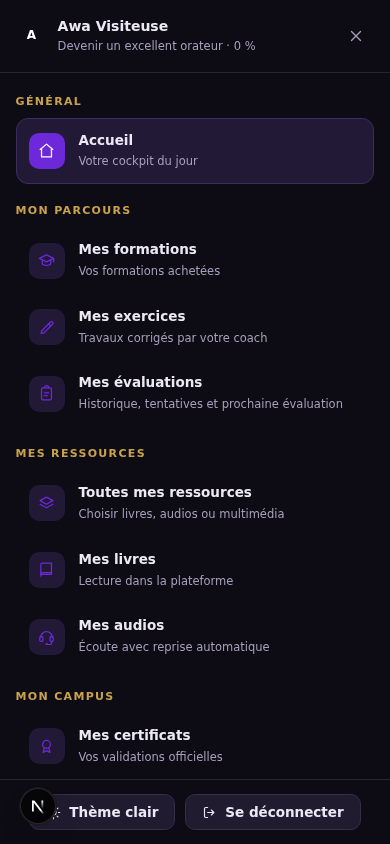 A
Awa Visiteuse
Devenir un excellent orateur · 0 %
GÉNÉRAL
Accueil
Votre cockpit du jour
MON PARCOURS
Mes formations
Vos formations achetées
Mes exercices
Travaux corrigés par votre coach
Mes évaluations
Historique, tentatives et prochaine évaluation
MES RESSOURCES
Toutes mes ressources
Choisir livres, audios ou multimédia
Mes livres
Lecture dans la plateforme
Mes audios
Écoute avec reprise automatique
MON CAMPUS
Mes certificats
Vos validations officielles
N
Thème clair
Se déconnecter